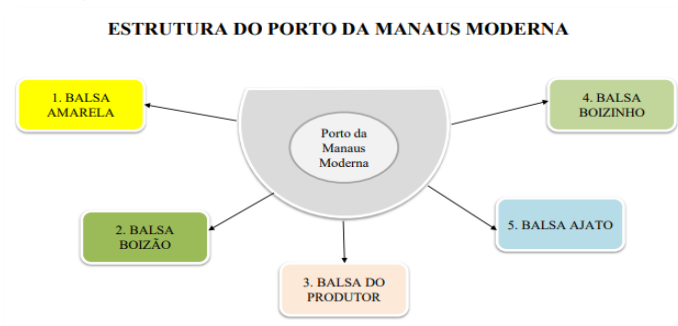 ESTRUTURA DO PORTO DA MANAUS MODERNA
1. BALSA
AMARELA
4. BALSA
BOIZINHO
Porto da
Manaus
Moderna
2. BALSA
BOIZÃO
5. BALSA AJATO
3. BALSA DO
PRODUTOR